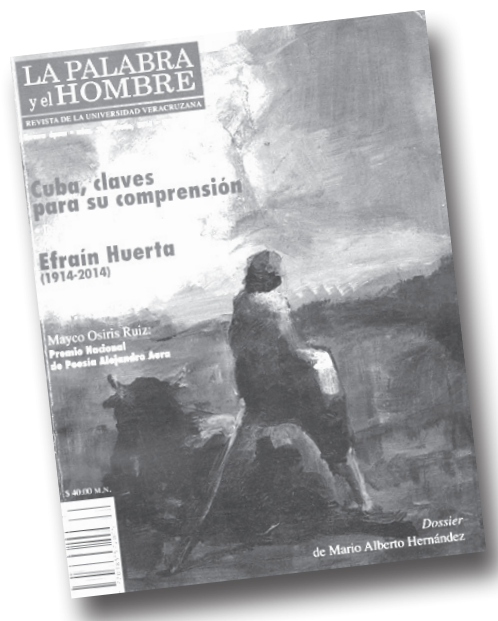 LA PALABRA
y el HOMBRE
REVISTA DE LA UNIVERSIDAD VERACRUZANA
Cuba, claves
para su comprensión
Efraín Huerta
(1914-2014)
Mayco Osiris Ruiz:
Premio Nacional
de Poesía Alejandro Aura
$ 40.00 M.N.
Dossier
de Mario Alberto Hernández